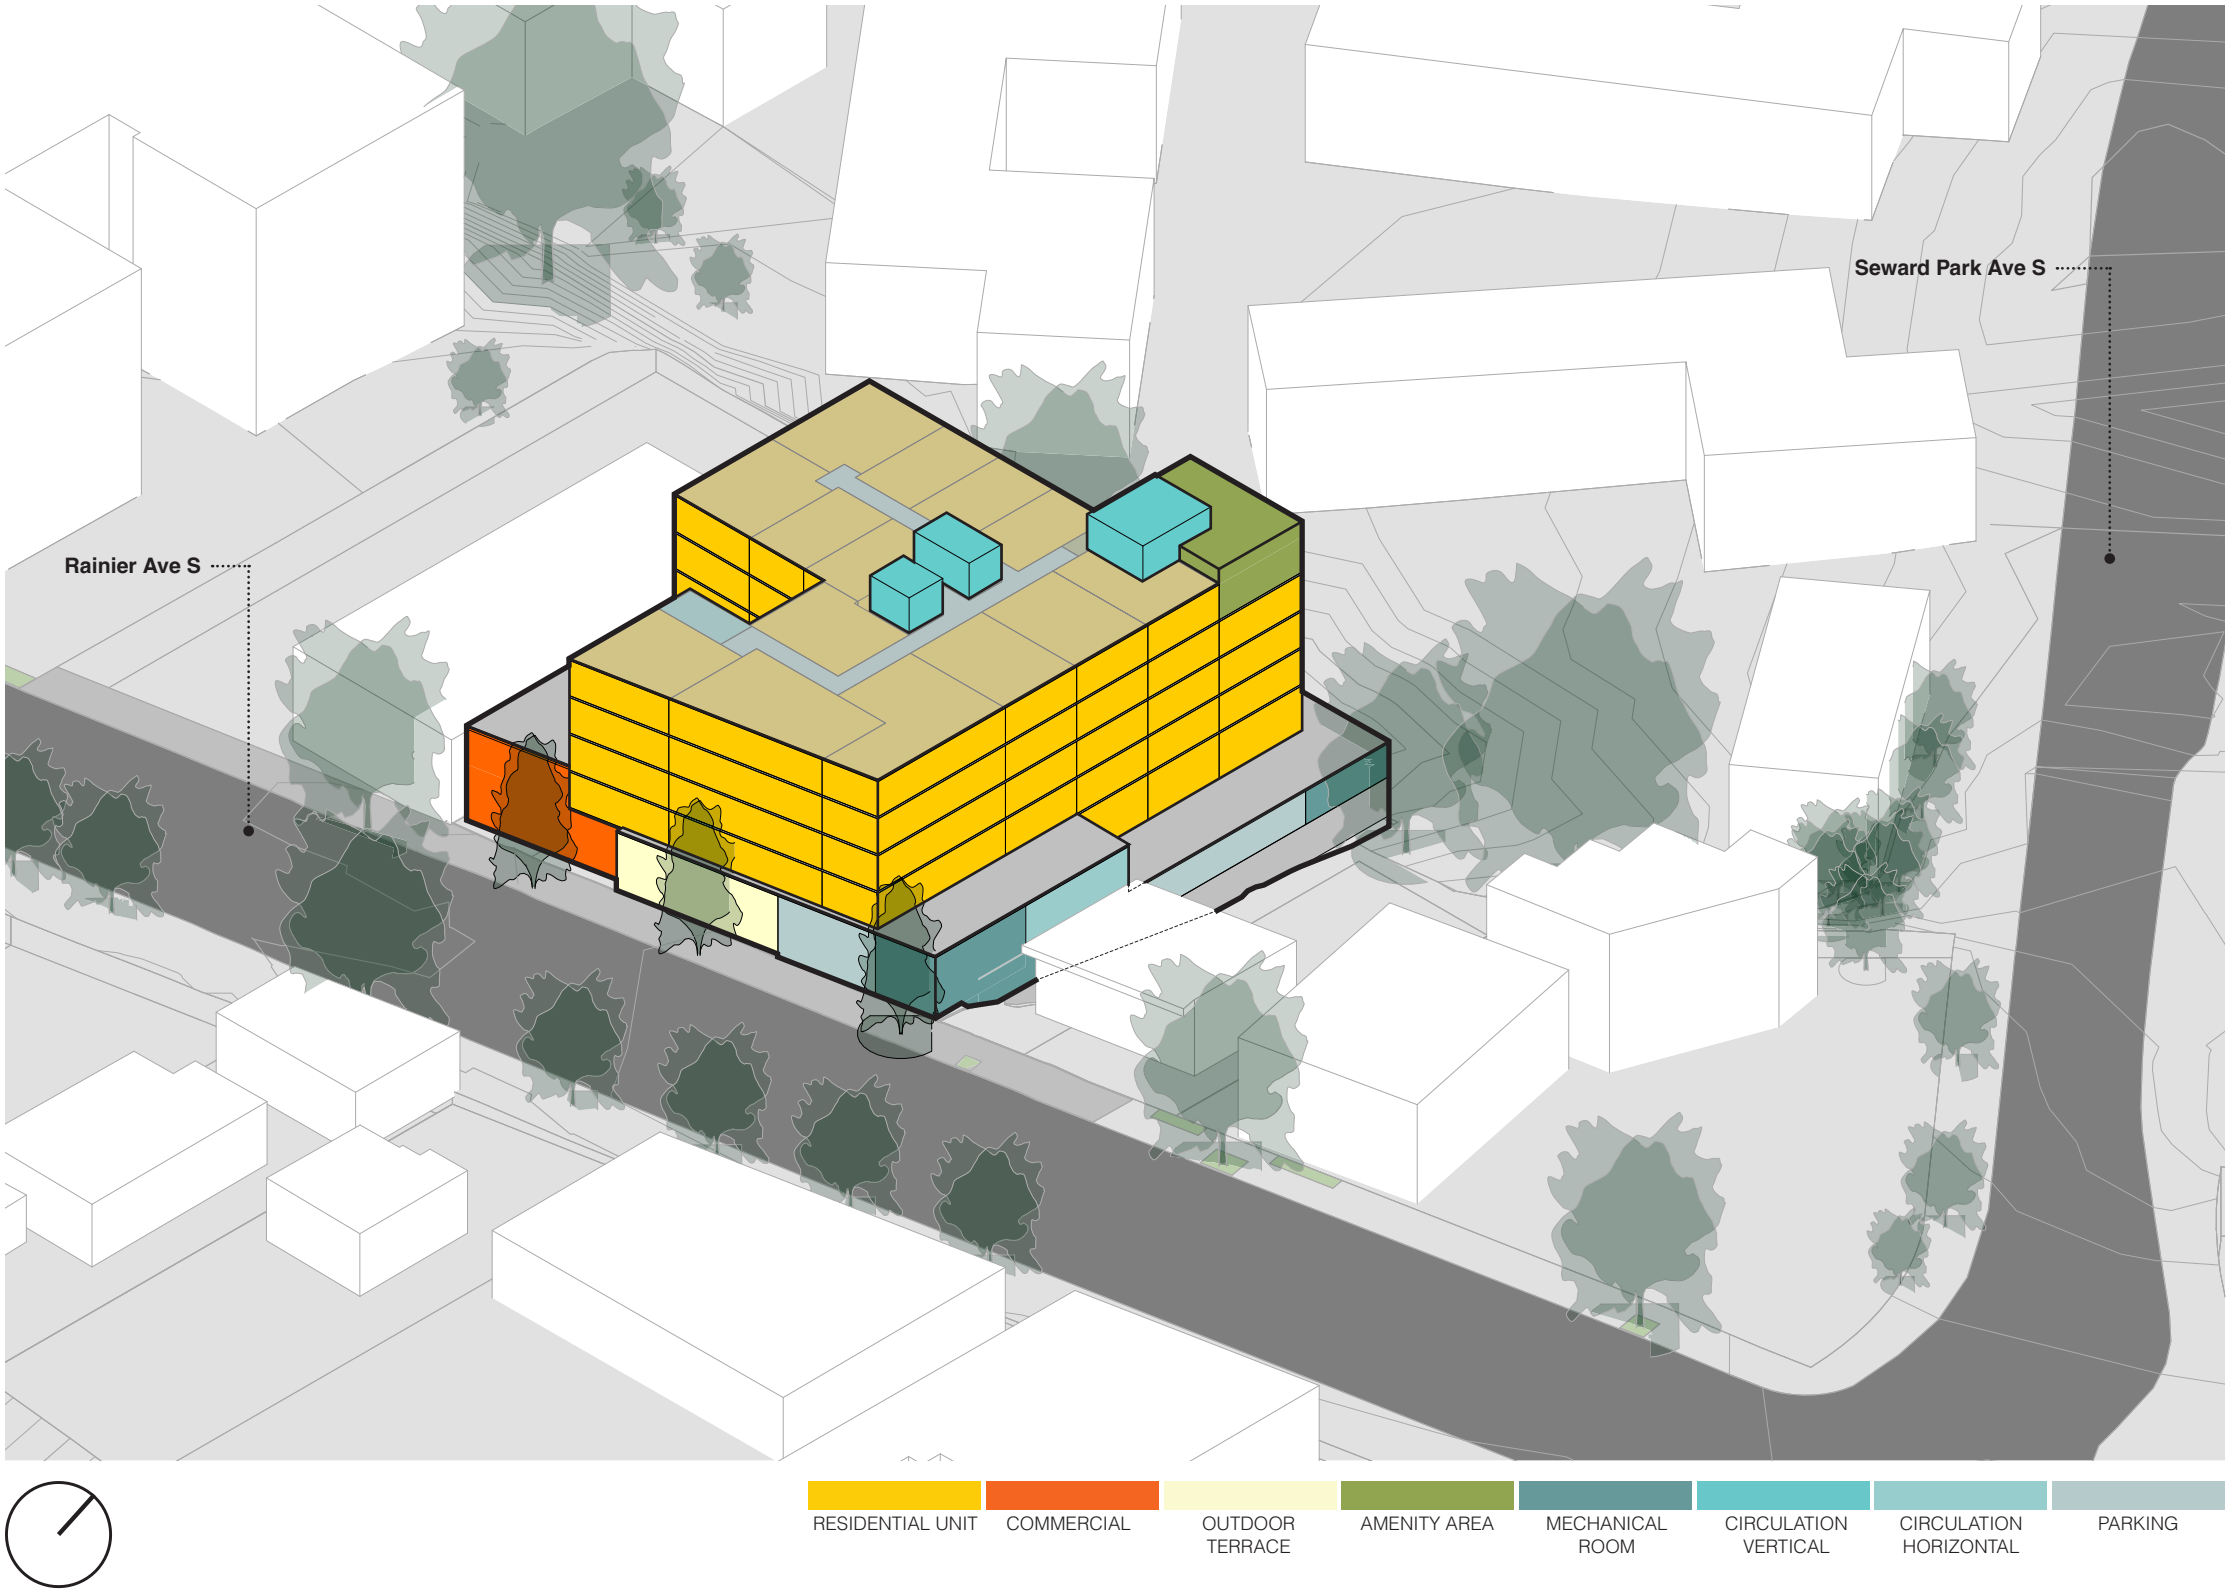 Seward Park Ave S
Rainier Ave S
RESIDENTIAL UNIT
COMMERCIAL
OUTDOOR
TERRACE
AMENITY AREA
MECHANICAL
ROOM
CIRCULATION
VERTICAL
CIRCULATION
HORIZONTAL
PARKING